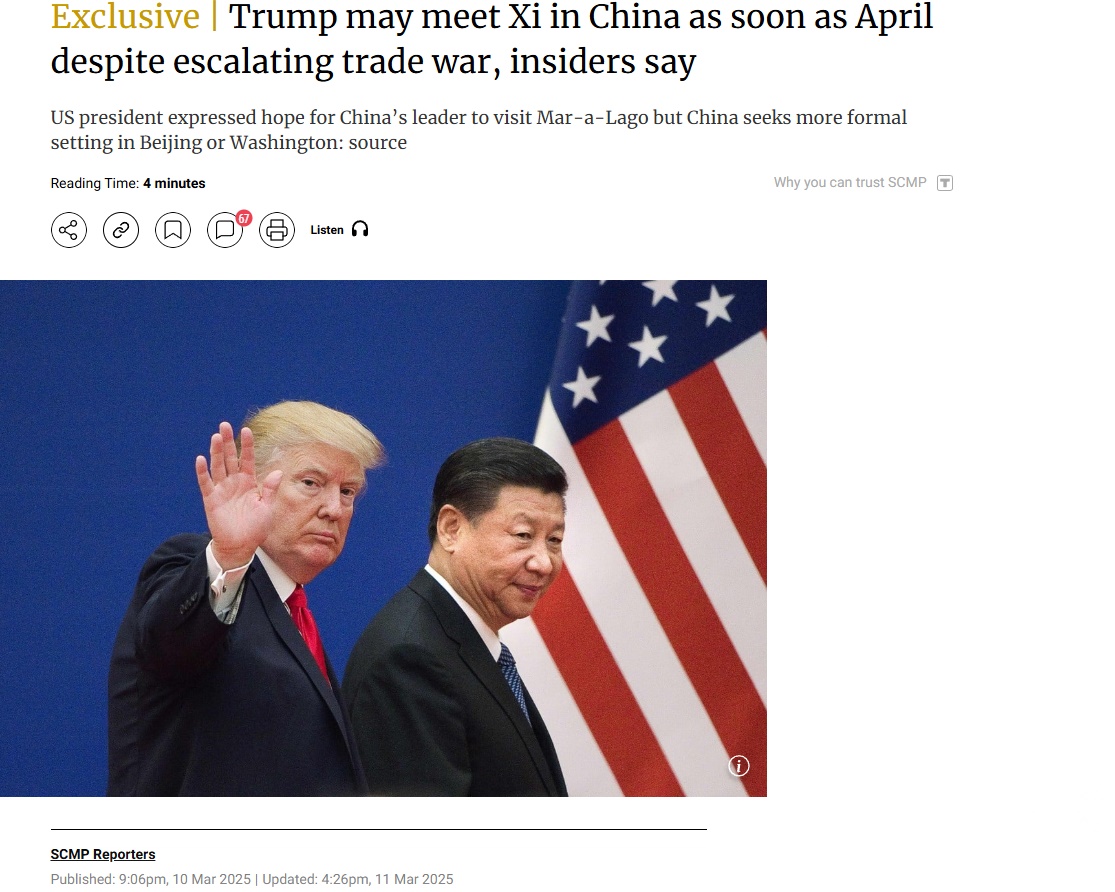 Exclusive | Trump may meet Xi in China as soon as April
despite escalating trade war, insiders say
US president expressed hope for China’s leader to visit Mar-a-Lago but China seeks more formal
setting in Beijing or Washington: source
Reading Time: 4 minutes
Why you can trust SCMP
67
Listen
SCMP Reporters
Published: 9:06pm, 10 Mar 2025 | Updated: 4:26pm, 11 Mar 2025